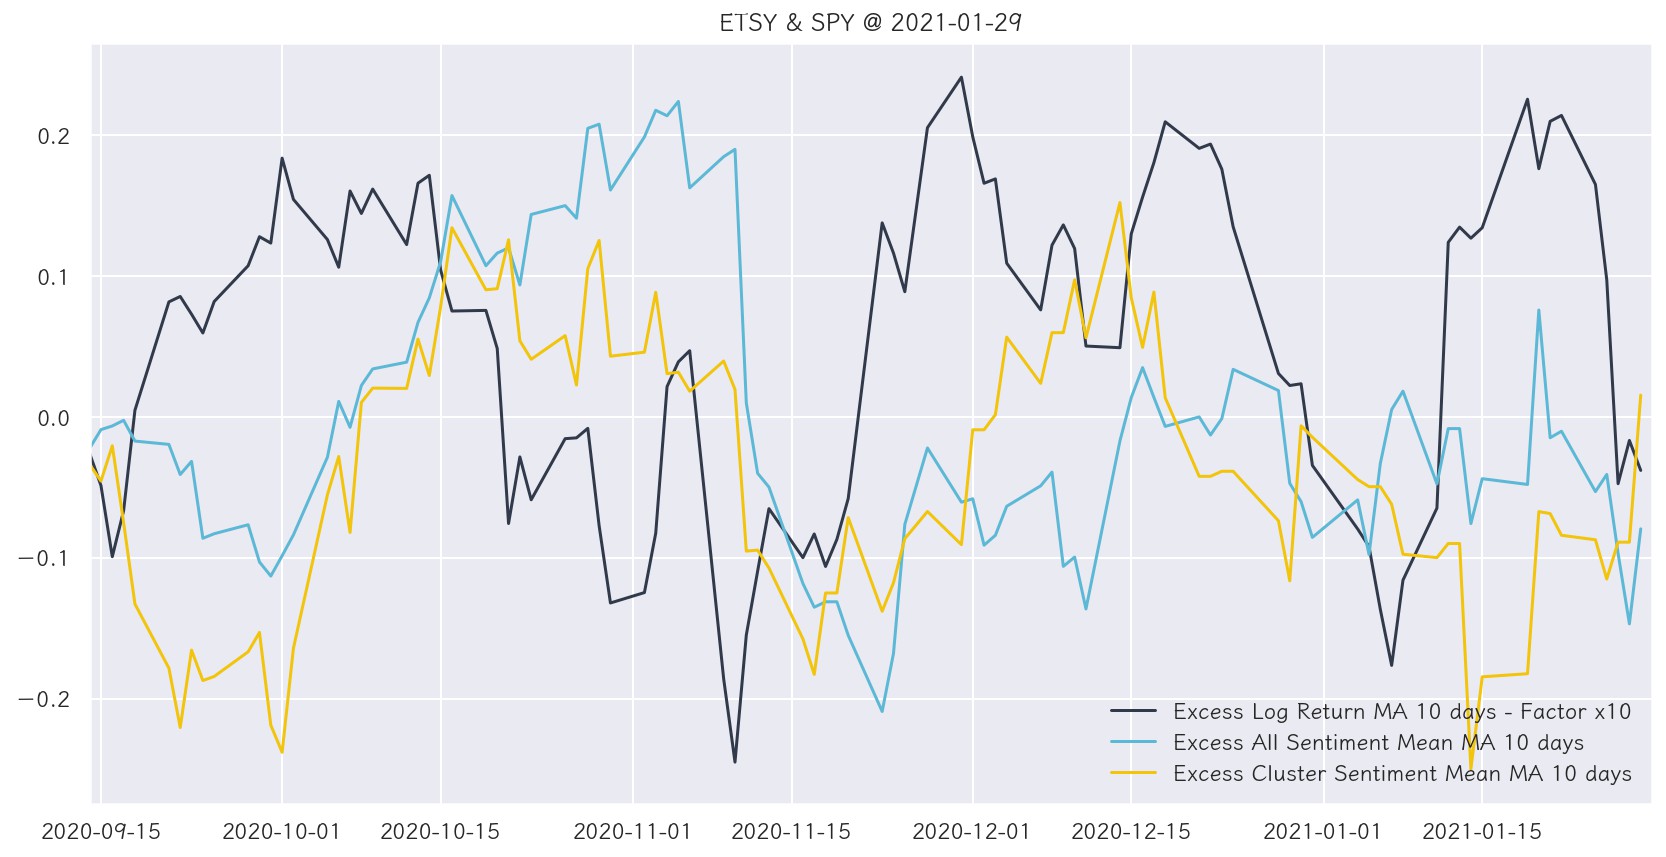 ETSY & SPY @ 2021-01-29
0.2
0.1
0.0
−0.1
−0.2
Excess Log Return MA 10 days - Factor x10
Excess All Sentiment Mean MA 10 days
Excess Cluster Sentiment Mean MA 10 days
2020-09-15 2020-10-01 2020-10-15 2020-11-01 2020-11-15 2020-12-01 2020-12-15 2021-01-01 2021-01-15